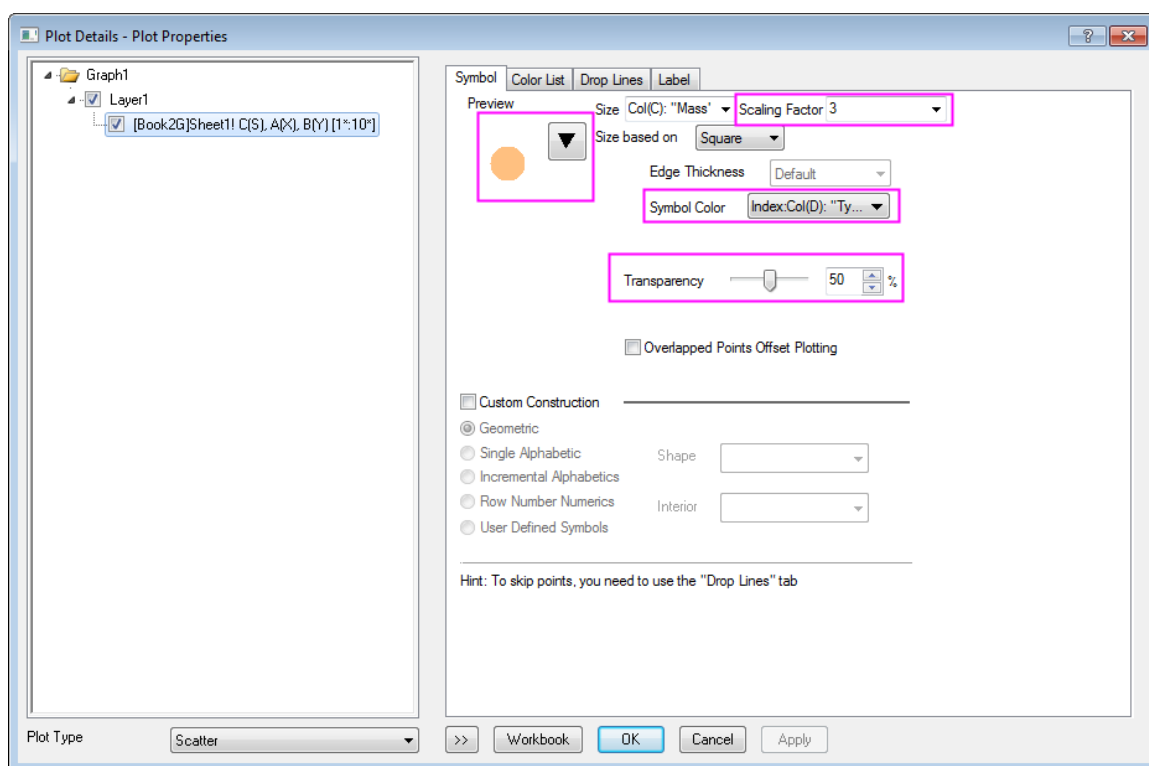 Plot Details - Plot Properties
Graph1
Layer1
[Book2G]Sheet1! C(S), A(X), B(Y) [1*:10*]
Symbol Color List Drop Lines Label
Preview
Size Col(C): "Mass' Scaling Factor 3
Size based on Square
Edge Thickness Default
Symbol Color Index:Col(D): "Ty...
Transparency 50 %
Overlapped Points Offset Plotting
Custom Construction
Geometric
Single Alphabetic Shape
Incremental Alphabetics
Row Number Numerics Interior
User Defined Symbols
Hint: To skip points, you need to use the "Drop Lines" tab
Plot Type Scatter >> Workbook OK Cancel Apply